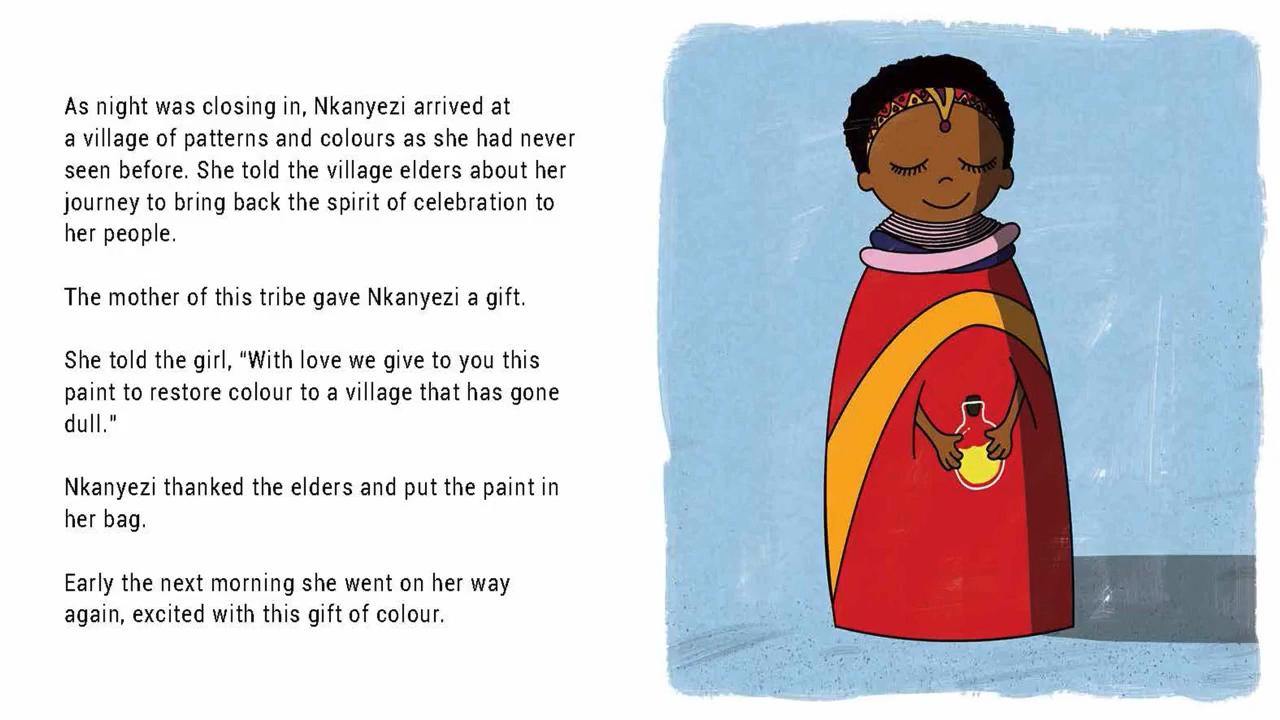 As night was closing in, Nkanyezi arrived at
a village of patterns and colours as she had never
seen before. She told the village elders about her
journey to bring back the spirit of celebration to
her people.
The mother of this tribe gave Nkanyezi a gift.
She told the girl, "With love we give to you this
paint to restore colour to a village that has gone
dull."
Nkanyezi thanked the elders and put the paint in
her bag.
Early the next morning she went on her way
again, excited with this gift of colour.